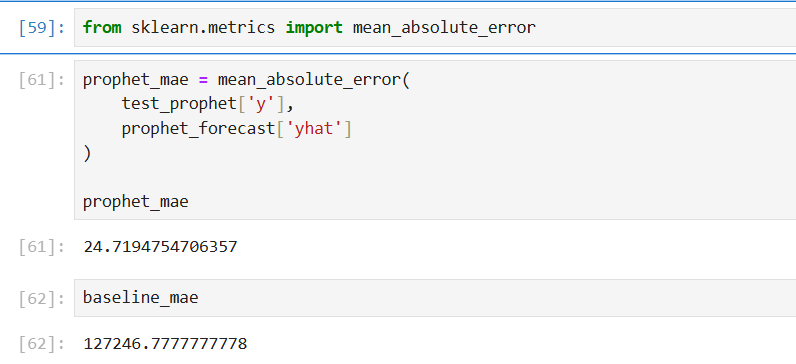 [59]: from sklearn.metrics import mean_absolute_error
[61]: prophet_mae = mean_absolute_error(
test_prophet['y'],
prophet_forecast['yhat']
)
prophet_mae
[61]: 24.7194754706357
[62]: baseline_mae
[62]: 127246.7777777778